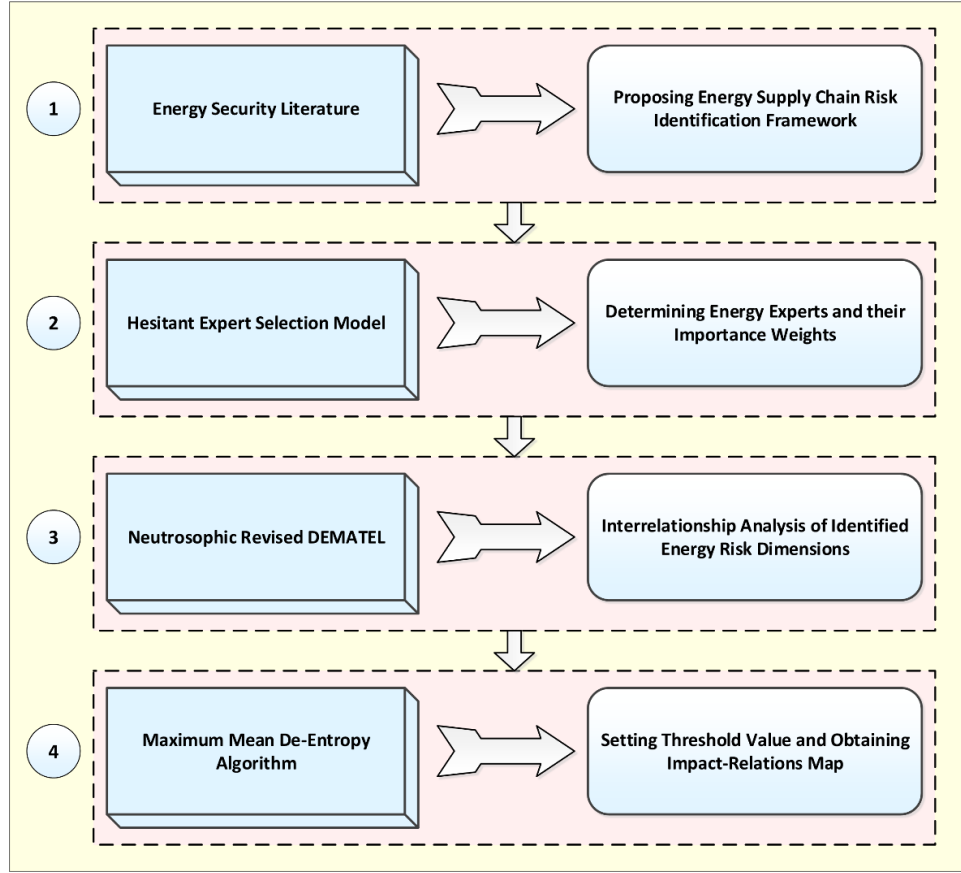 1
Energy Security Literature
Proposing Energy Supply Chain Risk
Identification Framework
2
Hesitant Expert Selection Model
Determining Energy Experts and their
Importance Weights
3
Neutrosophic Revised DEMATEL
Interrelationship Analysis of Identified
Energy Risk Dimensions
4
Maximum Mean De-Entropy
Algorithm
Setting Threshold Value and Obtaining
Impact-Relations Map